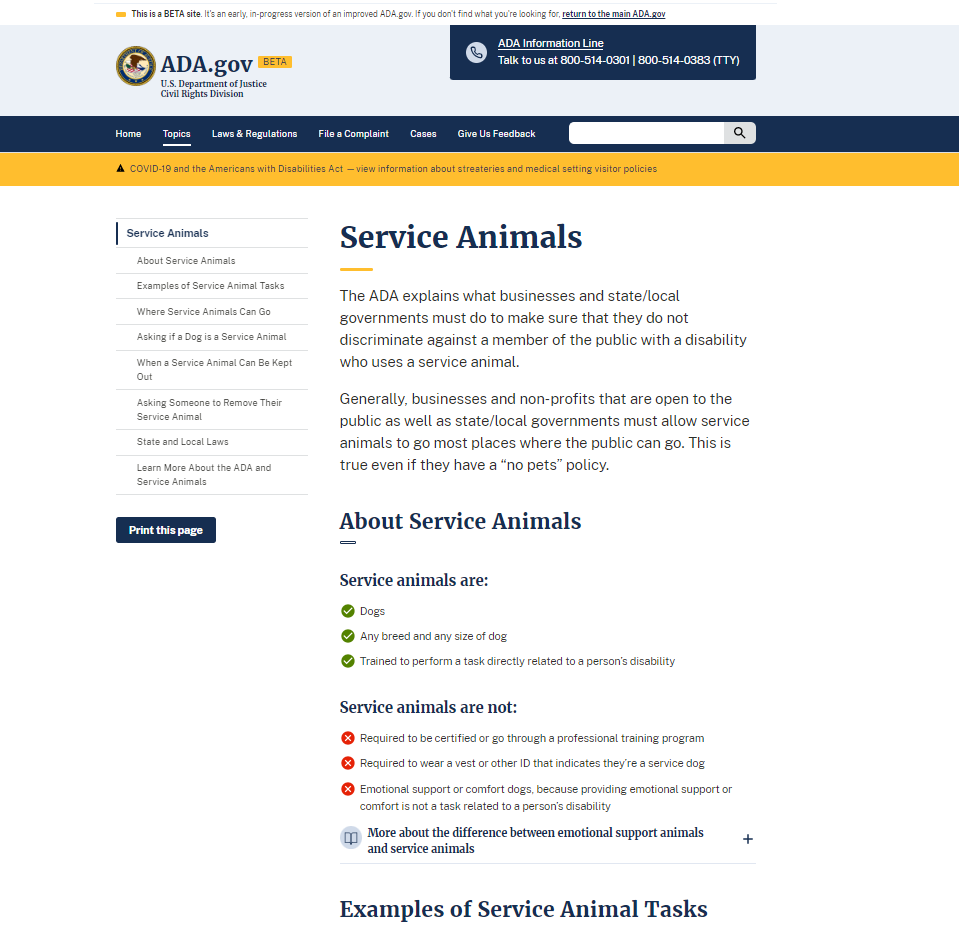 This is a BETA site. It's an early, in-progress version of an improved ADA.gov. If you don't find what you're looking for, return to the main ADA.gov
ADA Information Line
Talk to us at 800-514-0301 | 800-514-0383 (TTY)
ADA.gov BETA
U.S. Department of Justice
Civil Rights Division
Home Topics Laws & Regulations File a Complaint Cases Give Us Feedback
COVID-19 and the Americans with Disabilities Act — view information about streateries and medical setting visitor policies
Service Animals
About Service Animals
Examples of Service Animal Tasks
Where Service Animals Can Go
Asking if a Dog is a Service Animal
When a Service Animal Can Be Kept
Out
Asking Someone to Remove Their
Service Animal
State and Local Laws
Learn More About the ADA and
Service Animals
Print this page
Service Animals
The ADA explains what businesses and state/local
governments must do to make sure that they do not
discriminate against a member of the public with a disability
who uses a service animal.
Generally, businesses and non-profits that are open to the
public as well as state/local governments must allow service
animals to go most places where the public can go. This is
true even if they have a “no pets” policy.
About Service Animals
Service animals are:
Dogs
Any breed and any size of dog
Trained to perform a task directly related to a person's disability
Service animals are not:
Required to be certified or go through a professional training program
Required to wear a vest or other ID that indicates they're a service dog
Emotional support or comfort dogs, because providing emotional support or
comfort is not a task related to a person's disability
More about the difference between emotional support animals
and service animals
Examples of Service Animal Tasks